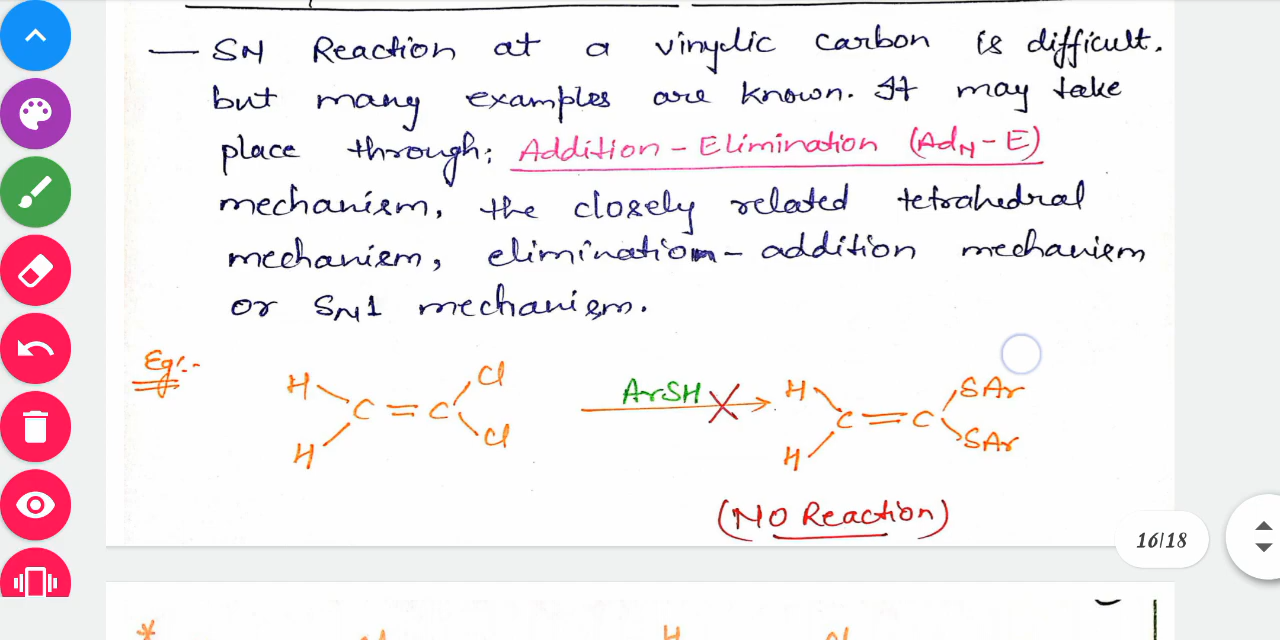 — SN Reaction at a vinylic carbon is difficult.
but many examples are known. It may take
place through; Addition - Elimination (AdN - E)
mechanism, the closely related tetrahedral
mechanism, elimination - addition mechanism
or SN1 mechanism.
Eg:-
H Cl
C = C
H Cl
ArSH
H SAr
C = C
H SAr
(NO Reaction)
16/18
*